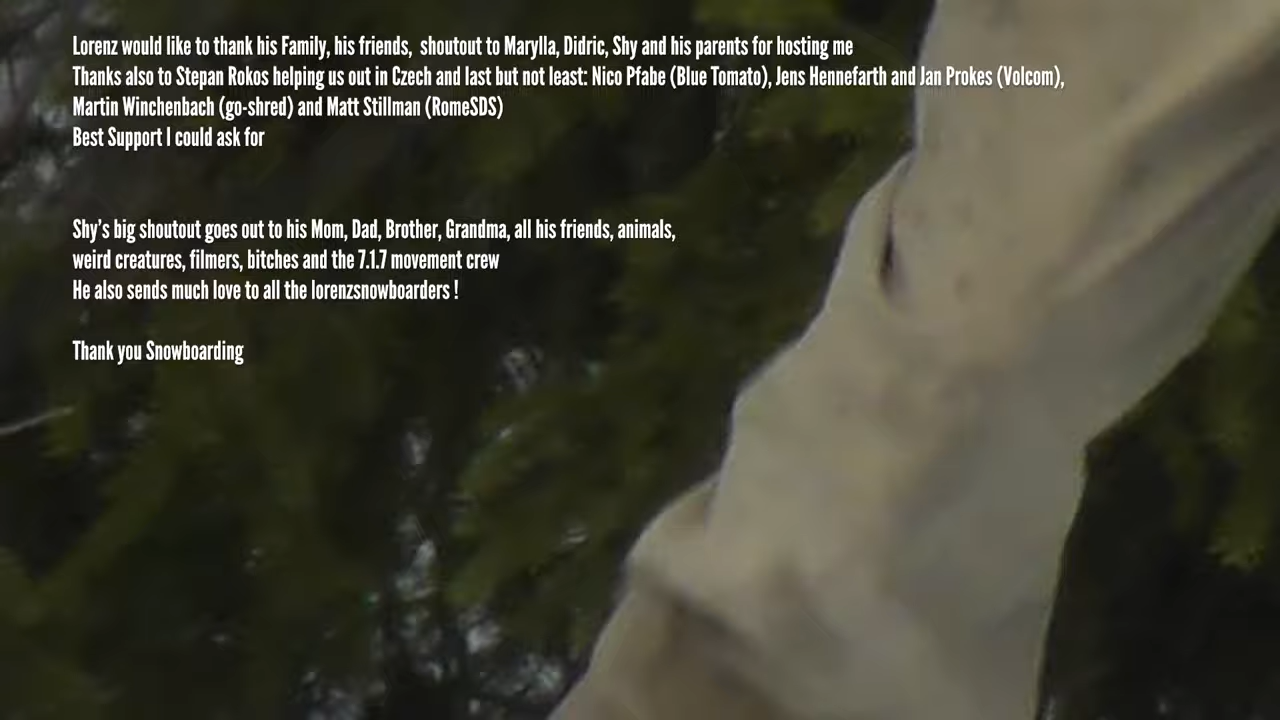 Lorenz would like to thank his Family, his friends,  shoutout to Marylla, Didric, Shy and his parents for hosting me
Thanks also to Stepan Rokos helping us out in Czech and last but not least: Nico Pfabe (Blue Tomato), Jens Hennefarth and Jan Prokes (Volcom),
Martin Winchenbach (go-shred) and Matt Stillman (RomeSDS)
Best Support I could ask for
Shy's big shoutout goes out to his Mom, Dad, Brother, Grandma, all his friends, animals,
weird creatures, filmers, bitches and the 7.1.7 movement crew
He also sends much love to all the lorenzsnowboarders !
Thank you Snowboarding